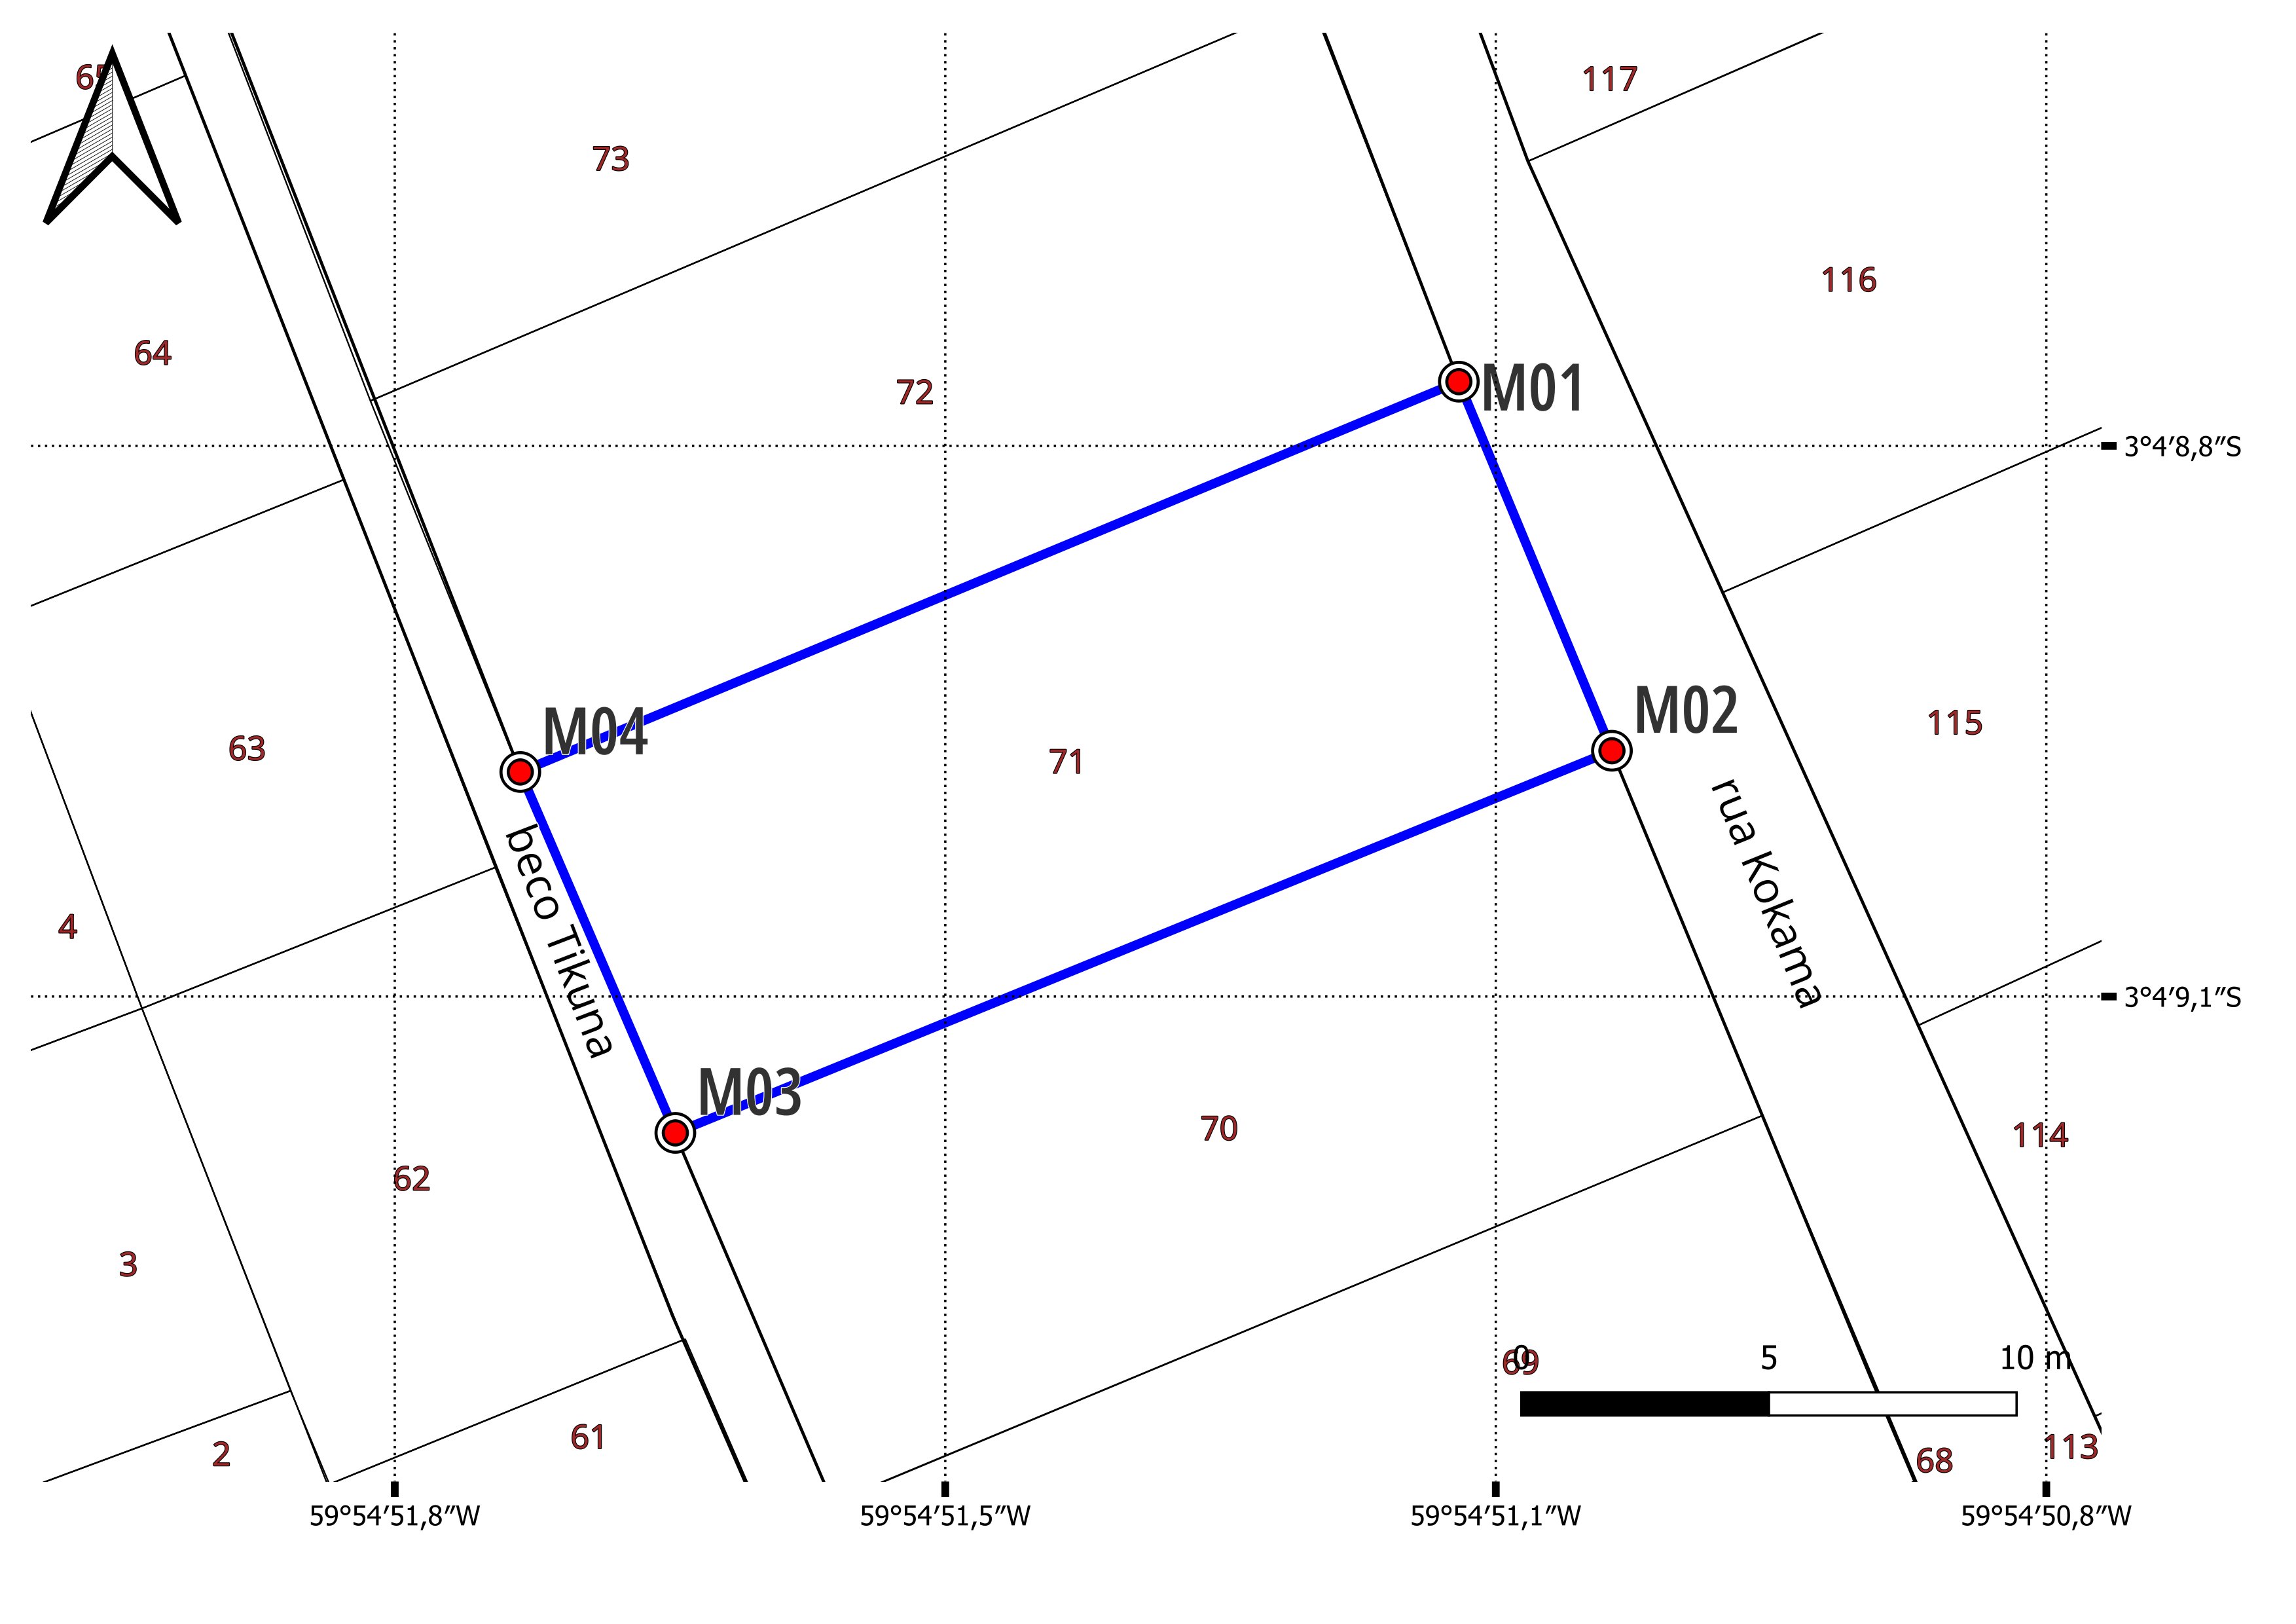 65
117
73
116
64
72
M01
3°4′8,8″S
M02
M04
63
71
115
rua Kokama
beco Tikuna
4
3°4′9,1″S
M03
70
114
62
3
69
0 5 10 m
61
2
68
113
59°54′51,8″W 59°54′51,5″W 59°54′51,1″W 59°54′50,8″W